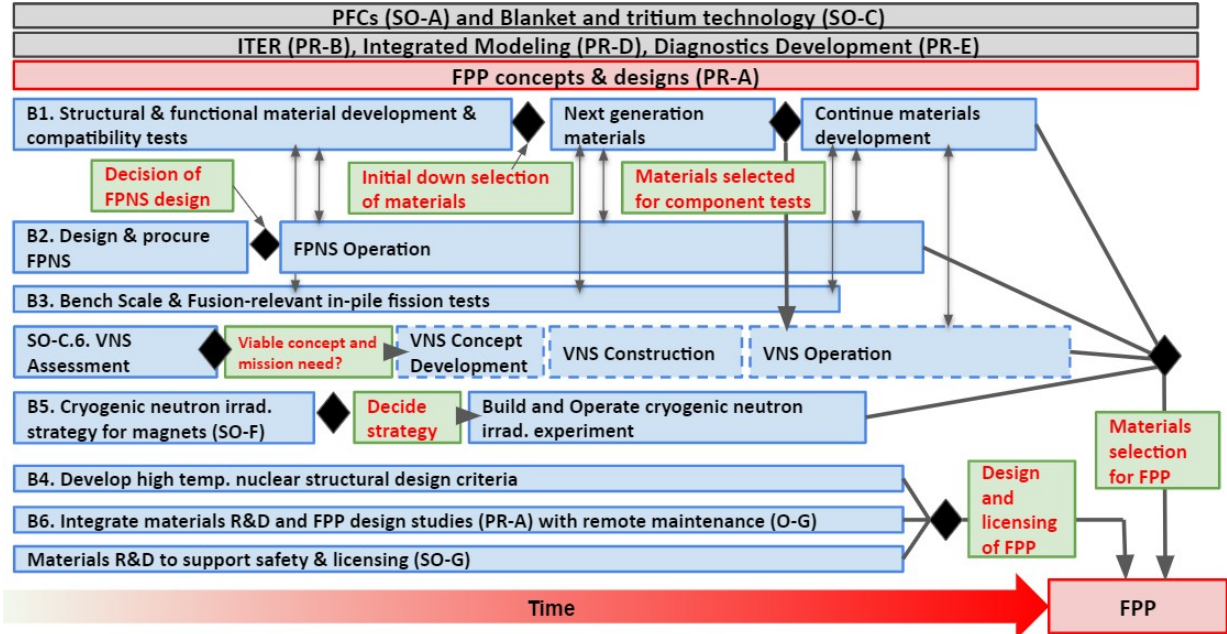 PFCs (SO-A) and Blanket and tritium technology (SO-C)
ITER (PR-B), Integrated Modeling (PR-D), Diagnostics Development (PR-E)
FPP concepts & designs (PR-A)
B1. Structural & functional material development &
compatibility tests
Next generation
materials
Continue materials
development
Decision of
FPNS design
Initial down selection
of materials
Materials selected
for component tests
B2. Design & procure
FPNS
FPNS Operation
B3. Bench Scale & Fusion-relevant in-pile fission tests
SO-C.6. VNS
Assessment
Viable concept and
mission need?
VNS Concept
Development
VNS Construction
VNS Operation
B5. Cryogenic neutron irrad.
strategy for magnets (SO-F)
Decide
strategy
Build and Operate cryogenic neutron
irrad. experiment
Materials
selection
for FPP
B4. Develop high temp. nuclear structural design criteria
B6. Integrate materials R&D and FPP design studies (PR-A) with remote maintenance (O-G)
Materials R&D to support safety & licensing (SO-G)
Design
and
licensing
of FPP
Time
FPP